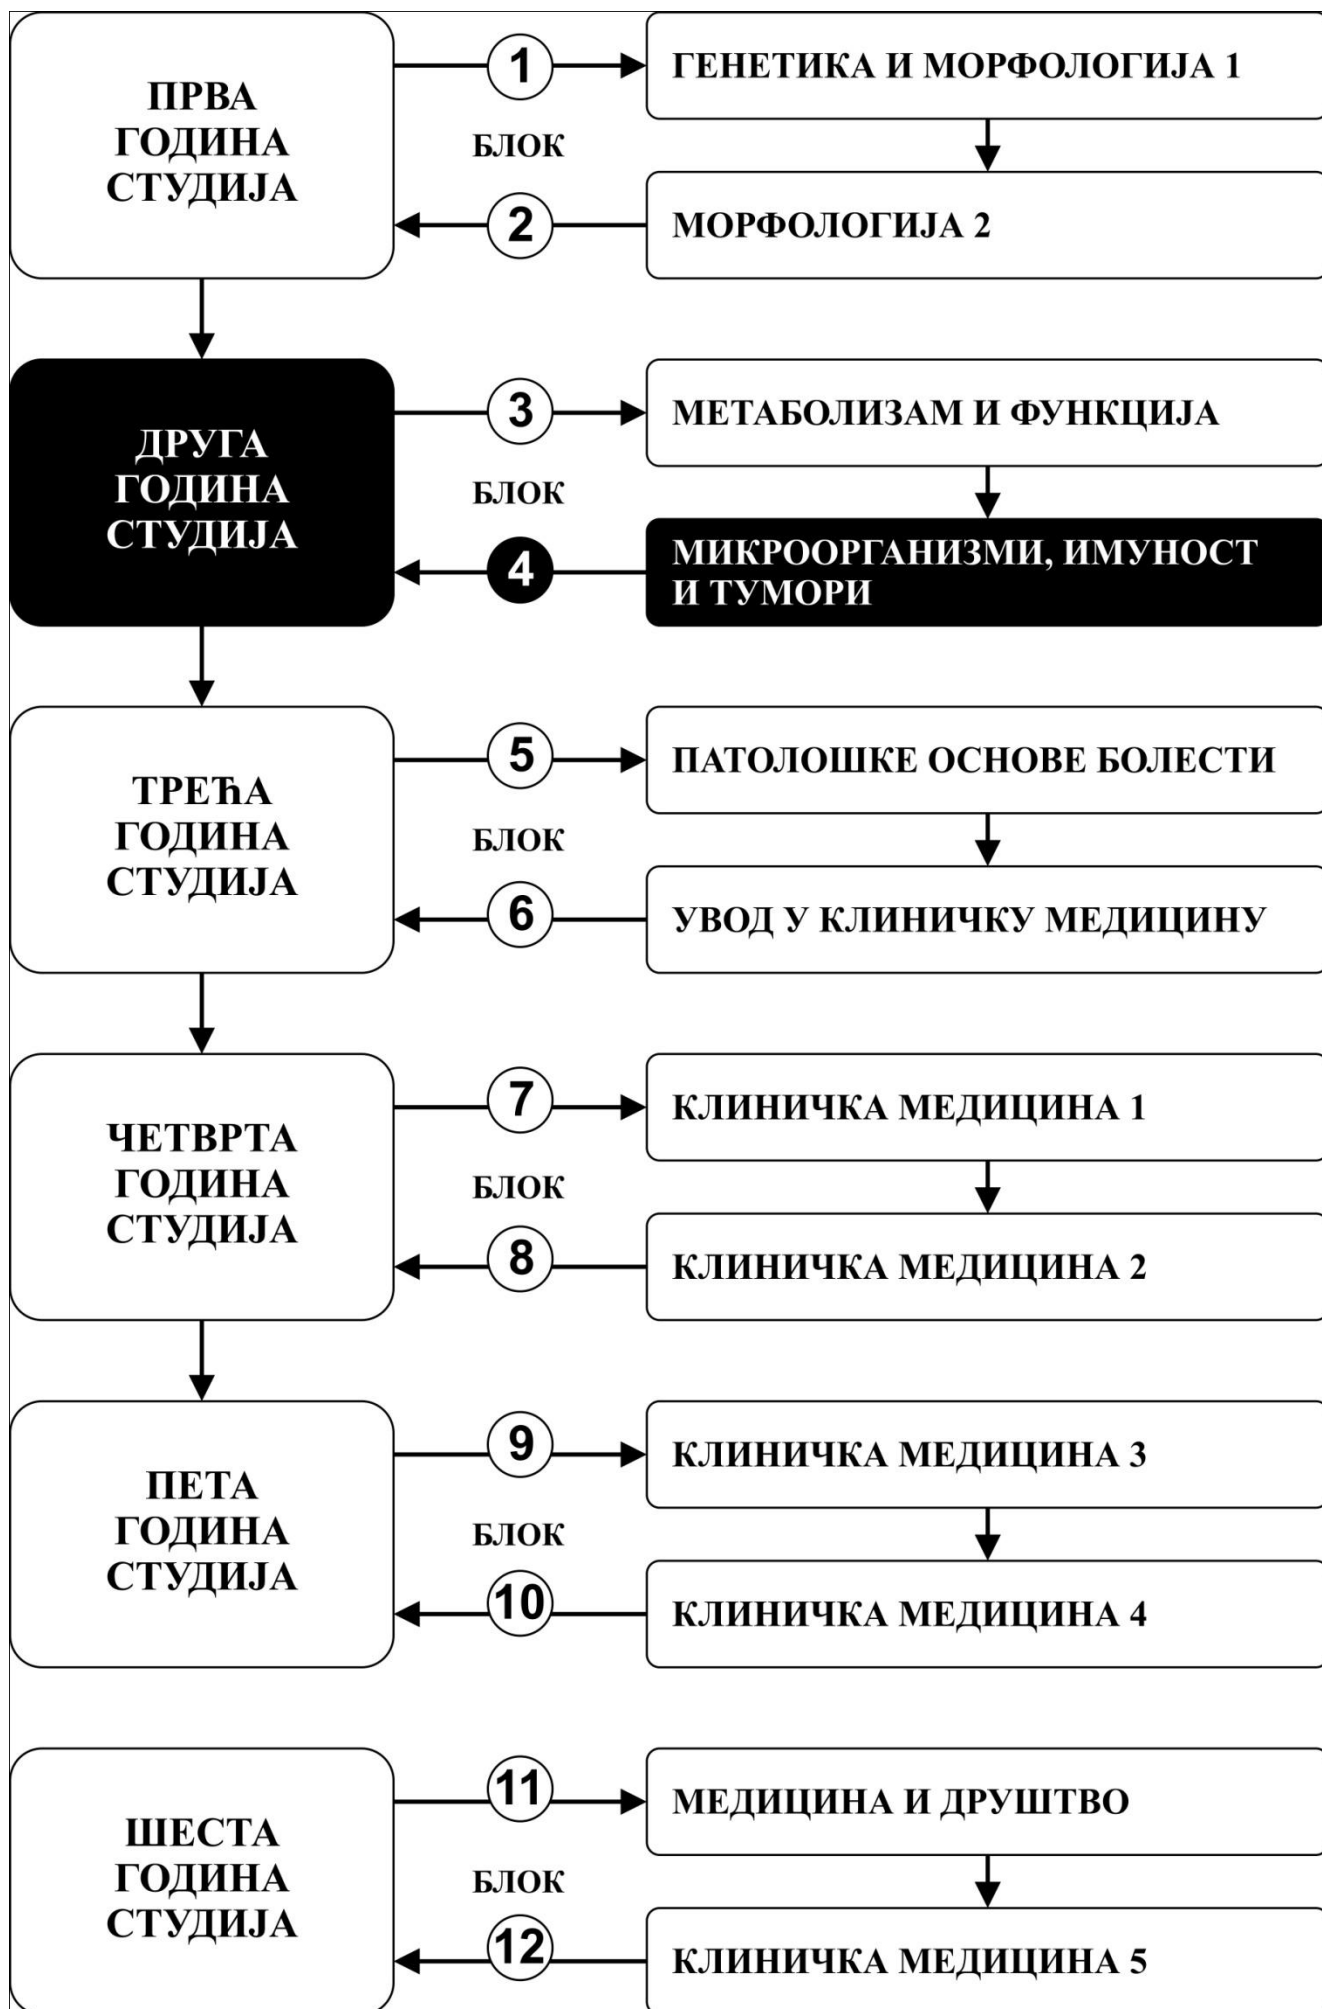 ПРВА
ГОДИНА
СТУДИЈА
1
БЛОК
2
ГЕНЕТИКА И МОРФОЛОГИЈА 1
МОРФОЛОГИЈА 2
ДРУГА
ГОДИНА
СТУДИЈА
3
БЛОК
4
МЕТАБОЛИЗАМ И ФУНКЦИЈА
МИКРООРГАНИЗМИ, ИМУНОСТ
И ТУМОРИ
ТРЕЋА
ГОДИНА
СТУДИЈА
5
БЛОК
6
ПАТОЛОШКЕ ОСНОВЕ БОЛЕСТИ
УВОД У КЛИНИЧКУ МЕДИЦИНУ
ЧЕТВРТА
ГОДИНА
СТУДИЈА
7
БЛОК
8
КЛИНИЧКА МЕДИЦИНА 1
КЛИНИЧКА МЕДИЦИНА 2
ПЕТА
ГОДИНА
СТУДИЈА
9
БЛОК
10
КЛИНИЧКА МЕДИЦИНА 3
КЛИНИЧКА МЕДИЦИНА 4
ШЕСТА
ГОДИНА
СТУДИЈА
11
БЛОК
12
МЕДИЦИНА И ДРУШТВО
КЛИНИЧКА МЕДИЦИНА 5